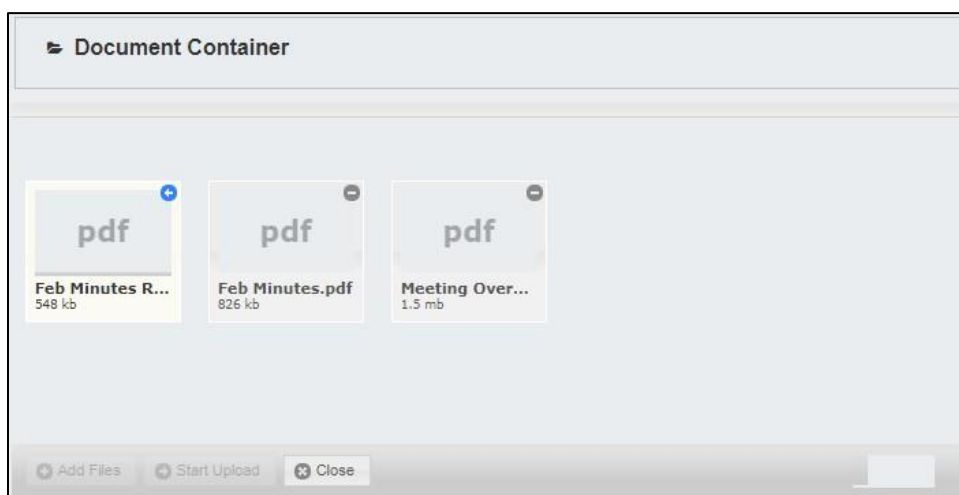 Document Container
pdf
Feb Minutes R...
548 kb
pdf
Feb Minutes.pdf
826 kb
pdf
Meeting Over...
1.5 mb
Add Files
Start Upload
Close